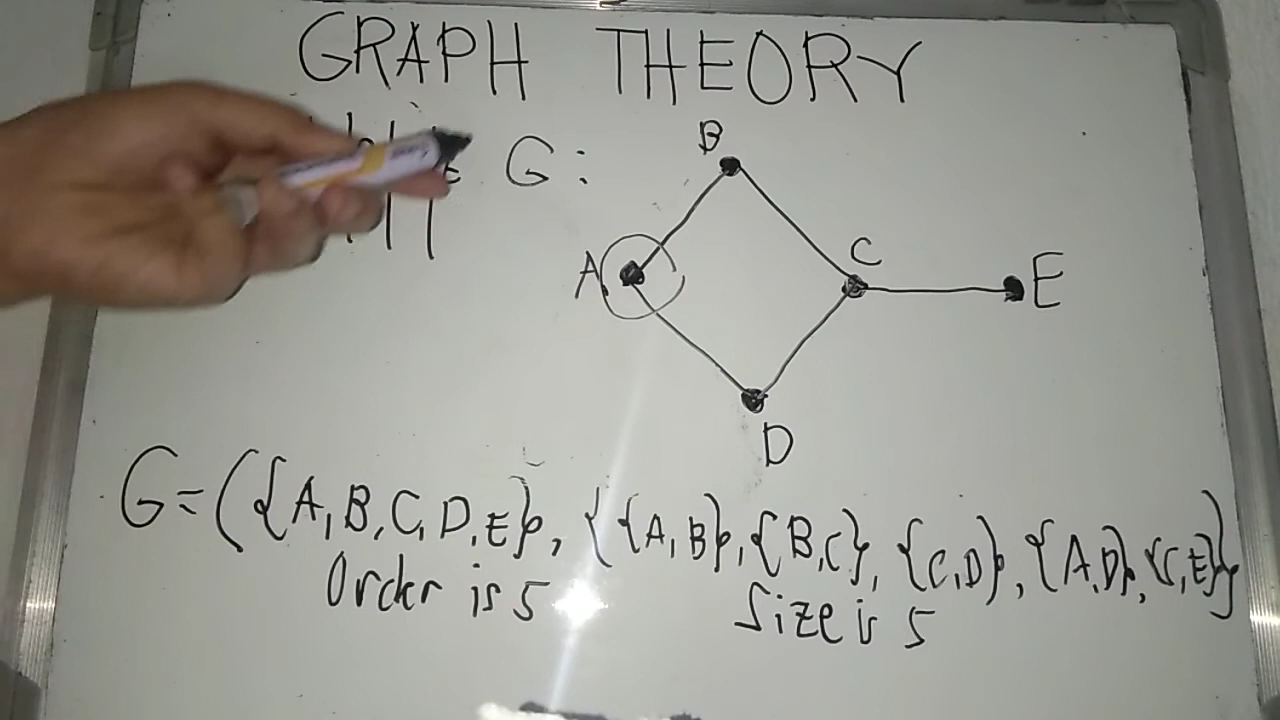 GRAPH THEORY
G:
B
A
C
E
D
G=({A,B,C,D,E}, {{A,B},{B,C},{C,D},{A,D},{C,E}})
Order is 5
Size is 5